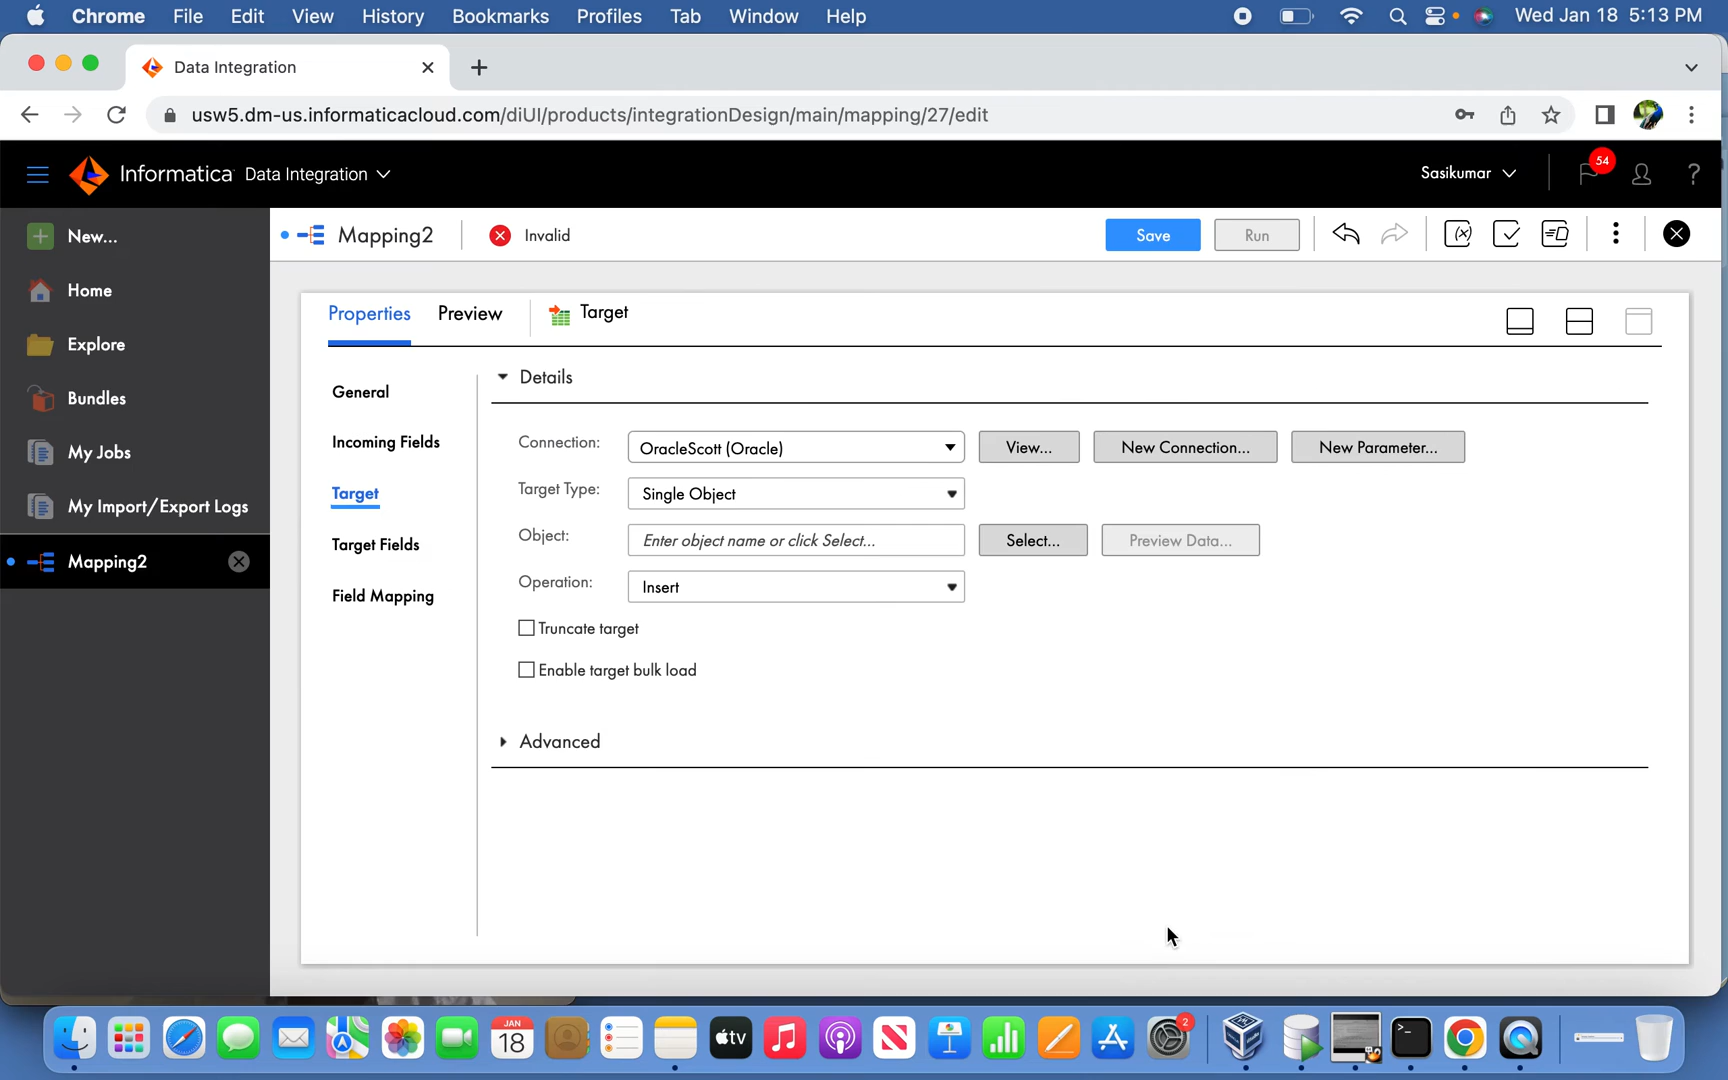 Chrome File Edit View History Bookmarks Profiles Tab Window Help Wed Jan 18 5:13 PM
Data Integration
usw5.dm-us.informaticacloud.com/diUI/products/integrationDesign/main/mapping/27/edit
Informatica Data Integration Sasikumar 54 ?
New...
Home
Explore
Bundles
My Jobs
My Import/Export Logs
Mapping2
Mapping2 Invalid Save Run
Properties Preview Target
General
Incoming Fields
Target
Target Fields
Field Mapping
Details
Connection: OracleScott (Oracle) View... New Connection... New Parameter...
Target Type: Single Object
Object: Enter object name or click Select... Select... Preview Data...
Operation: Insert
Truncate target
Enable target bulk load
Advanced
JAN
18
tv
2